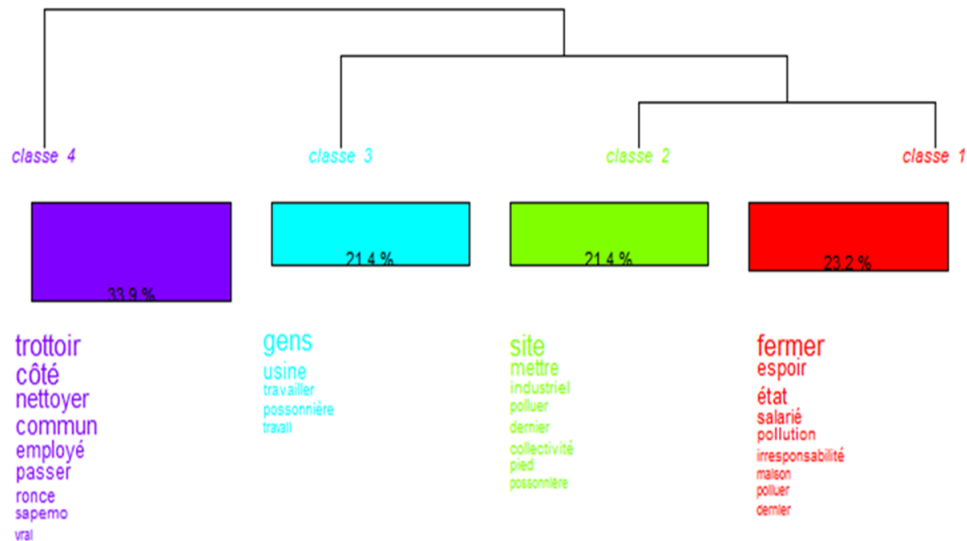 classe 4
classe 3
classe 2
classe 1
33.9 %
21.4 %
21.4 %
23.2 %
trottoir
côté
nettoyer
commun
employé
passer
ronce
sapemo
vrai
gens
usine
travailler
possonnière
travail
site
mettre
industriel
polluer
dernier
collectivité
pied
possonnière
fermer
espoir
état
salarié
pollution
irresponsabilité
maison
polluer
dernier